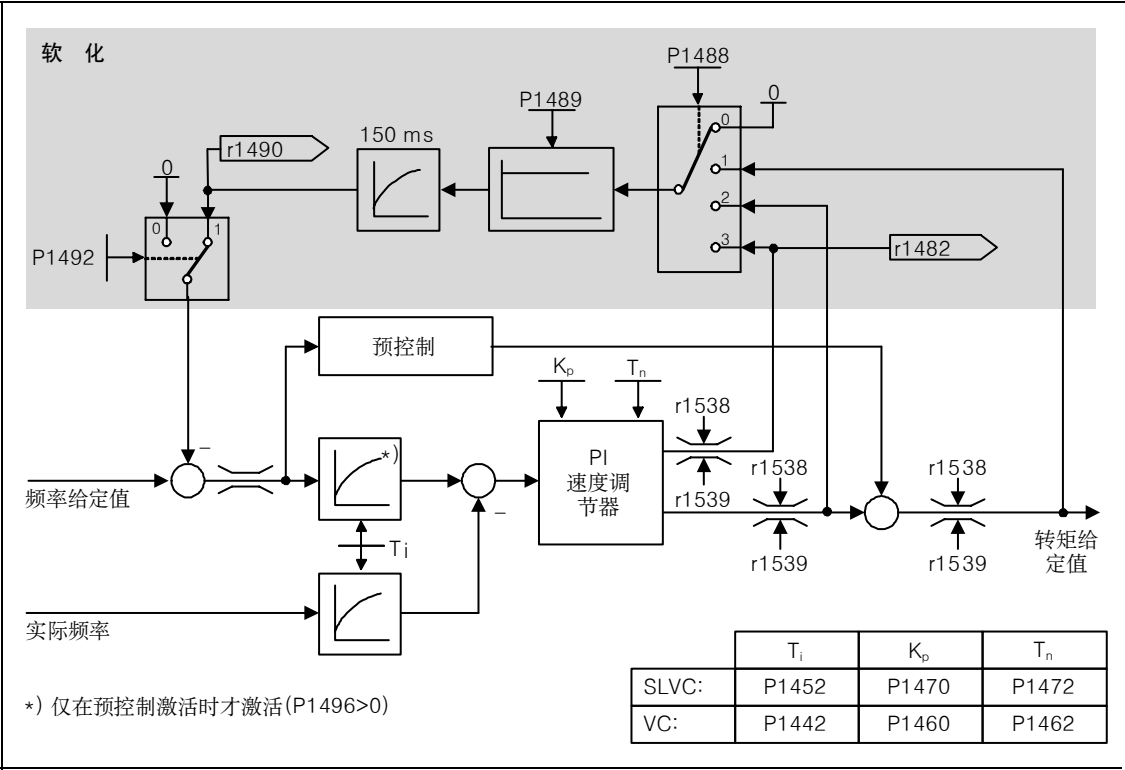 软 化
P1488
P1489
0
150 ms
r1490
0
0
1
2
3
0
1
P1492
r1482
预控制
Kp
Tn
r1538
r1539
*)
PI
速度调
节器
r1538
r1539
r1538
r1539
–
–
频率给定值
Ti
转矩给
定值
实际频率
Ti Kp Tn
SLVC: P1452 P1470 P1472
VC: P1442 P1460 P1462
*) 仅在预控制激活时才激活(P1496>0)